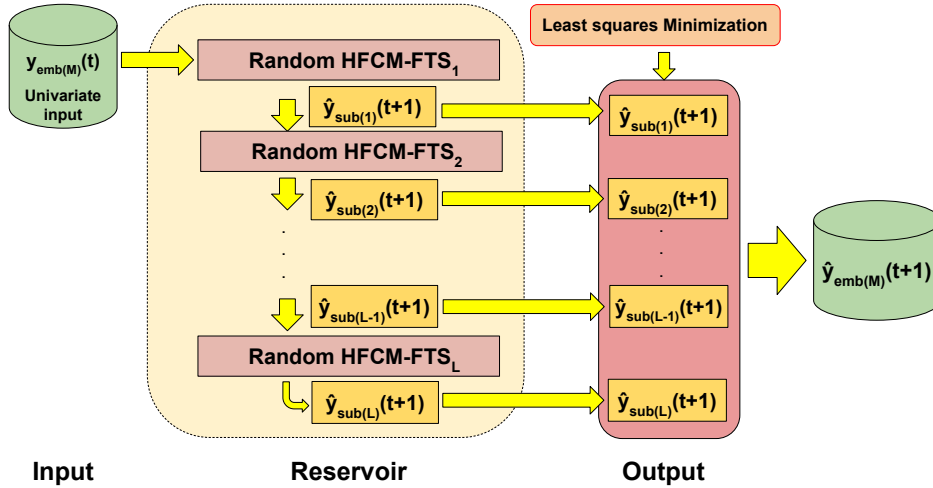 Least squares Minimization
y_emb(M)(t)
Univariate
input
Random HFCM-FTS_1
ŷ_sub(1)(t+1)
ŷ_sub(1)(t+1)
Random HFCM-FTS_2
ŷ_sub(2)(t+1)
ŷ_sub(2)(t+1)
.
.
.
.
.
.
.
.
.
.
.
.
ŷ_emb(M)(t+1)
ŷ_sub(L-1)(t+1)
ŷ_sub(L-1)(t+1)
Random HFCM-FTS_L
ŷ_sub(L)(t+1)
ŷ_sub(L)(t+1)
Input
Reservoir
Output